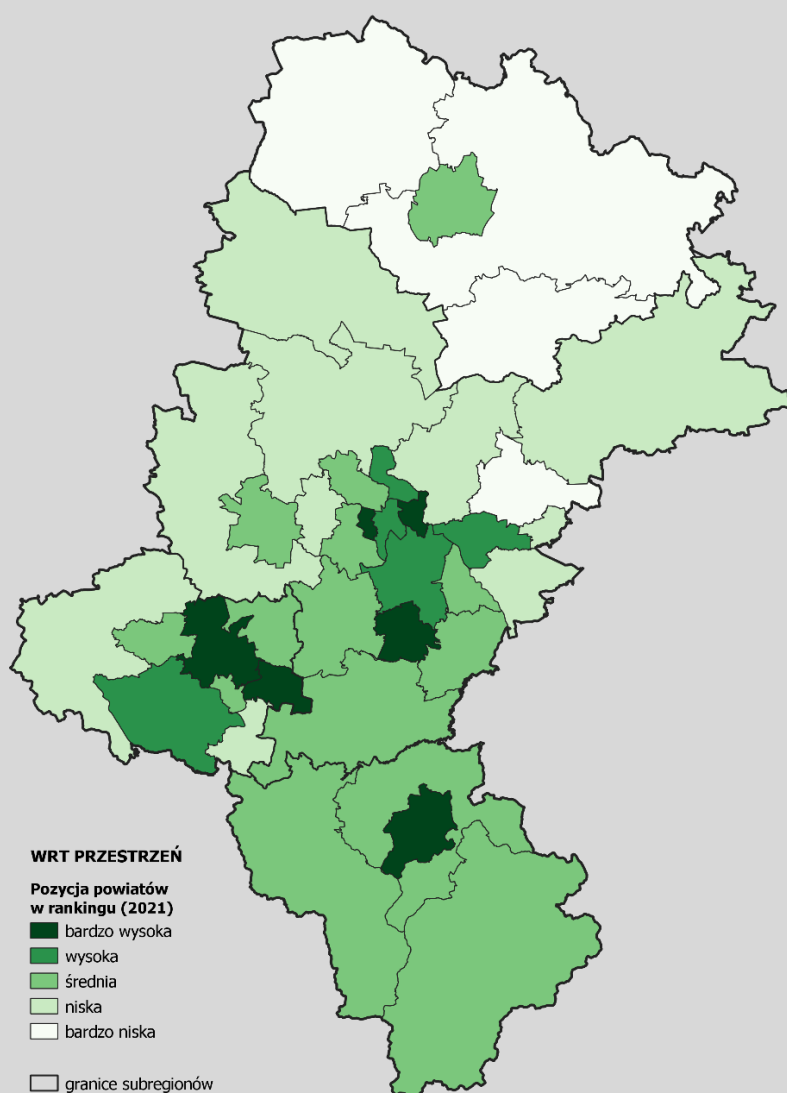 WRT PRZESTRZEŃ
Pozycja powiatów
w rankingu (2021)
bardzo wysoka
wysoka
średnia
niska
bardzo niska
granice subregionów